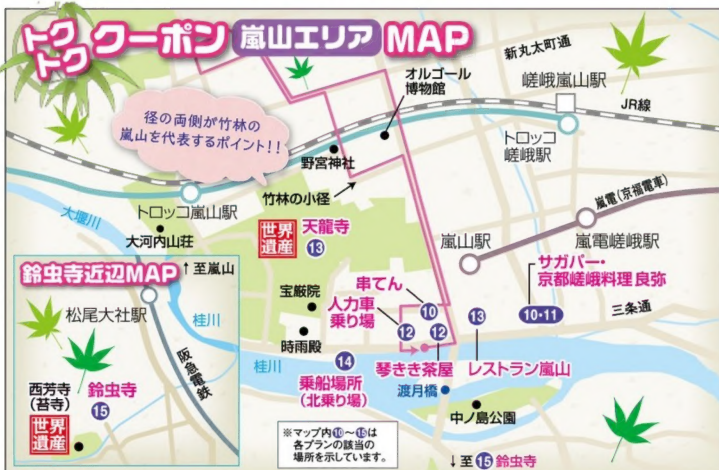 トクトク クーポン 嵐山エリア MAP
新丸太町通
オルゴール
博物館
嵯峨嵐山駅
JR線
径の両側が竹林の
嵐山を代表するポイント!!
トロッコ
嵯峨駅
野宮神社
竹林の小径
トロッコ嵐山駅
嵐電(京福電車)
大堰川
大河内山荘
世界
遺産
天龍寺
13
嵐山駅
嵐電嵯峨駅
サガパー・
京都嵯峨料理 良弥
10・11
三条通
串てん
10
人力車
乗り場
12
12
13
宝厳院
時雨殿
桂川
14
乗船場所
(北乗り場)
琴きき茶屋
レストラン嵐山
渡月橋
中ノ島公園
※マップ内10~15は
各プランの該当の
場所を示しています。
↓至15鈴虫寺
鈴虫寺近辺MAP
↑至嵐山
松尾大社駅
桂川
阪急電鉄
西芳寺
(苔寺)
世界
遺産
鈴虫寺
15